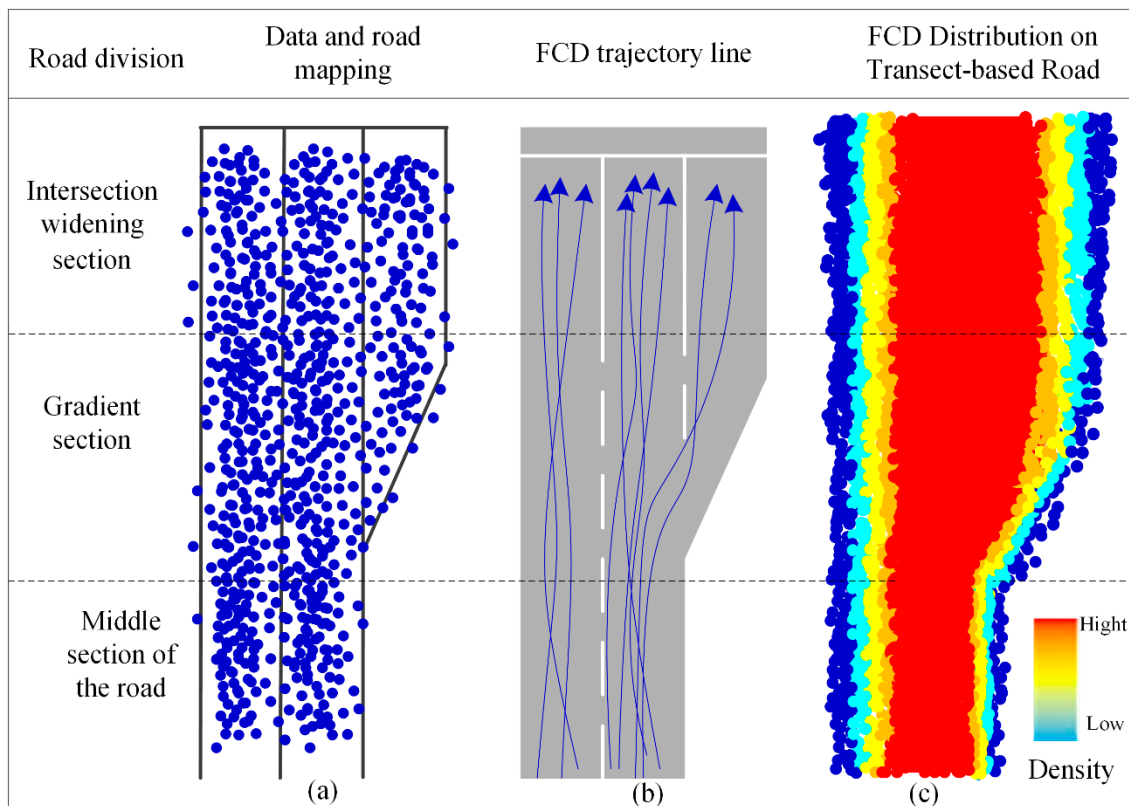 Road division
Data and road
mapping
FCD trajectory line
FCD Distribution on
Transect-based Road
Intersection
widening
section
Gradient
section
Middle
section of
the road
Hight
Low
Density
(a)
(b)
(c)